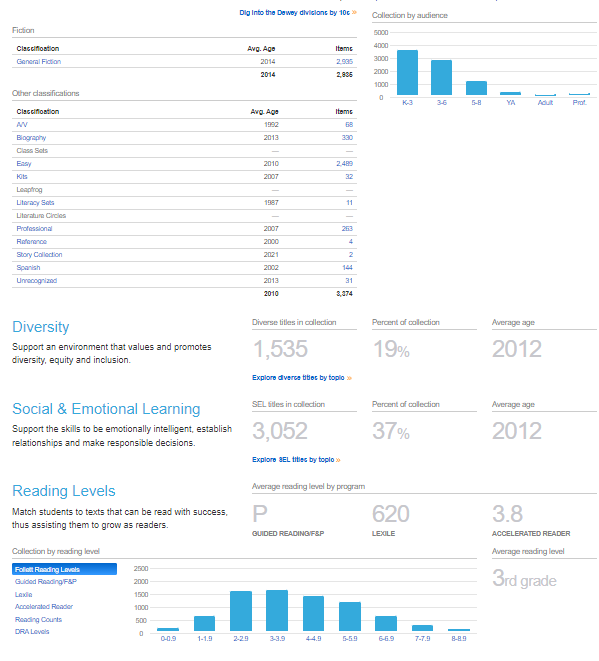 Dig into the Dewey divisions by 10s »
Collection by audience
Fiction
Classification Avg. Age Items
General Fiction 2014 2,935
2014 2,935
5000
4000
3000
2000
1000
0
K-3 3-6 5-8 YA Adult Prof.
Other classifications
Classification Avg. Age Items
A/V 1992 68
Biography 2013 330
Class Sets — —
Easy 2010 2,489
Kits 2007 32
Leapfrog — —
Literacy Sets 1987 11
Literature Circles — —
Professional 2007 263
Reference 2000 4
Story Collection 2021 2
Spanish 2002 144
Unrecognized 2013 31
2010 3,374
Diversity
Support an environment that values and promotes
diversity, equity and inclusion.
Diverse titles in collection Percent of collection Average age
1,535 19% 2012
Explore diverse titles by topic »
Social & Emotional Learning
Support the skills to be emotionally intelligent, establish
relationships and make responsible decisions.
SEL titles in collection Percent of collection Average age
3,052 37% 2012
Explore SEL titles by topic »
Reading Levels
Match students to texts that can be read with success,
thus assisting them to grow as readers.
Average reading level by program
P 620 3.8
GUIDED READING/F&P LEXILE ACCELERATED READER
Collection by reading level
Follett Reading Levels
Guided Reading/F&P
Lexile
Accelerated Reader
Reading Counts
DRA Levels
2500
2000
1500
1000
500
0
0-0.9 1-1.9 2-2.9 3-3.9 4-4.9 5-5.9 6-6.9 7-7.9 8-8.9
Average reading level
3rd grade